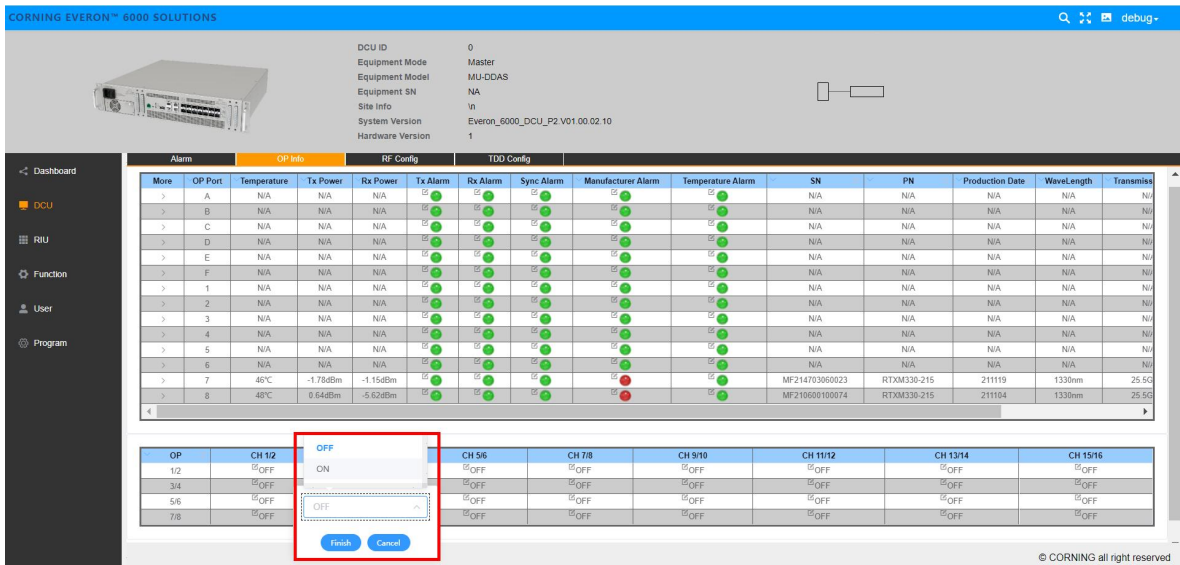 CORNING EVERON™ 6000 SOLUTIONS
debug
DCU ID 0
Equipment Mode Master
Equipment Model MU-DDAS
Equipment SN NA
Site Info \n
System Version Everon_6000_DCU_P2.V01.00.02.10
Hardware Version 1
Dashboard
DCU
RIU
Function
User
Program
Alarm OP Info RF Config TDD Config
More OP Port Temperature Tx Power Rx Power Tx Alarm Rx Alarm Sync Alarm Manufacturer Alarm Temperature Alarm SN PN Production Date WaveLength Transmiss
> A N/A N/A N/A N/A N/A N/A N/A N/
> B N/A N/A N/A N/A N/A N/A N/A N/
> C N/A N/A N/A N/A N/A N/A N/A N/
> D N/A N/A N/A N/A N/A N/A N/A N/
> E N/A N/A N/A N/A N/A N/A N/A N/
> F N/A N/A N/A N/A N/A N/A N/A N/
> 1 N/A N/A N/A N/A N/A N/A N/A N/
> 2 N/A N/A N/A N/A N/A N/A N/A N/
> 3 N/A N/A N/A N/A N/A N/A N/A N/
> 4 N/A N/A N/A N/A N/A N/A N/A N/
> 5 N/A N/A N/A N/A N/A N/A N/A N/
> 6 N/A N/A N/A N/A N/A N/A N/A N/
> 7 46℃ -1.78dBm -1.15dBm MF214703060023 RTXM330-215 211119 1330nm 25.5G
> 8 48℃ 0.64dBm -5.62dBm MF210600100074 RTXM330-215 211104 1330nm 25.5G
OP CH 1/2 CH 5/6 CH 7/8 CH 9/10 CH 11/12 CH 13/14 CH 15/16
1/2 OFF OFF OFF OFF OFF OFF OFF
3/4 OFF OFF OFF OFF OFF OFF OFF
5/6 OFF OFF OFF OFF OFF OFF OFF
7/8 OFF OFF OFF OFF OFF OFF OFF
OFF
ON
OFF
Finish Cancel
© CORNING all right reserved